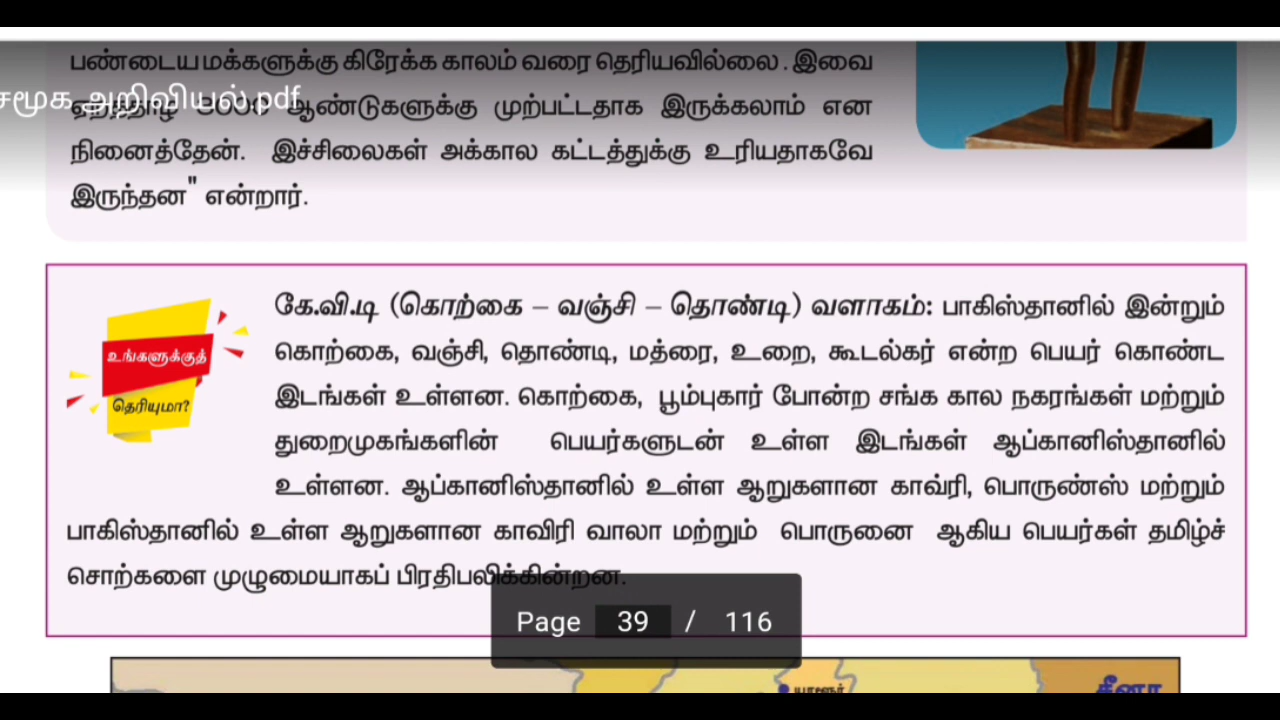 பண்டைய மக்களுக்கு கிரேக்க காலம் வரை தெரியவில்லை . இவை
சமூக அறிவியல்.pdf
ஆண்டுகளுக்கு முற்பட்டதாக இருக்கலாம் என
நினைத்தேன். இச்சிலைகள் அக்கால கட்டத்துக்கு உரியதாகவே
இருந்தன" என்றார்.
கே.வி.டி (கொற்கை – வஞ்சி – தொண்டி) வளாகம்: பாகிஸ்தானில் இன்றும்
கொற்கை, வஞ்சி, தொண்டி, மத்ரை, உறை, கூடல்கர் என்ற பெயர் கொண்ட
உங்களுக்குத்
தெரியுமா?
இடங்கள் உள்ளன. கொற்கை, பூம்புகார் போன்ற சங்க கால நகரங்கள் மற்றும்
துறைமுகங்களின் பெயர்களுடன் உள்ள இடங்கள் ஆப்கானிஸ்தானில்
உள்ளன. ஆப்கானிஸ்தானில் உள்ள ஆறுகளான காவ்ரி, பொருண்ஸ் மற்றும்
பாகிஸ்தானில் உள்ள ஆறுகளான காவிரி வாலா மற்றும் பொருனை ஆகிய பெயர்கள் தமிழ்ச்
சொற்களை முழுமையாகப் பிரதிபலிக்கின்றன.
Page 39 / 116
சீனா